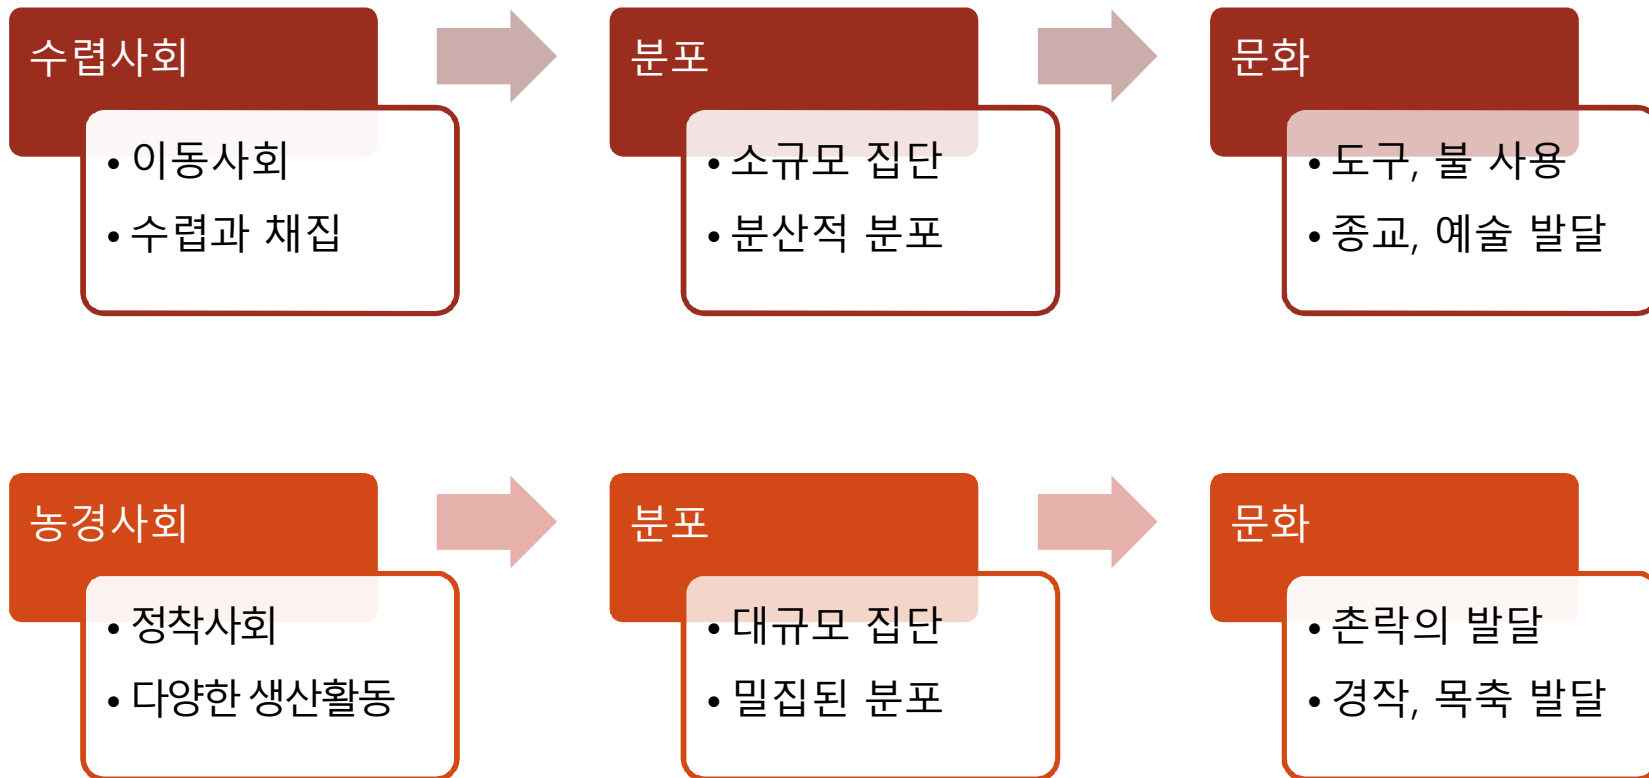 수렵사회
• 이동사회
• 수렵과 채집
분포
• 소규모 집단
• 분산적 분포
문화
• 도구, 불 사용
• 종교, 예술 발달
농경사회
• 정착사회
• 다양한 생산활동
분포
• 대규모 집단
• 밀집된 분포
문화
• 촌락의 발달
• 경작, 목축 발달